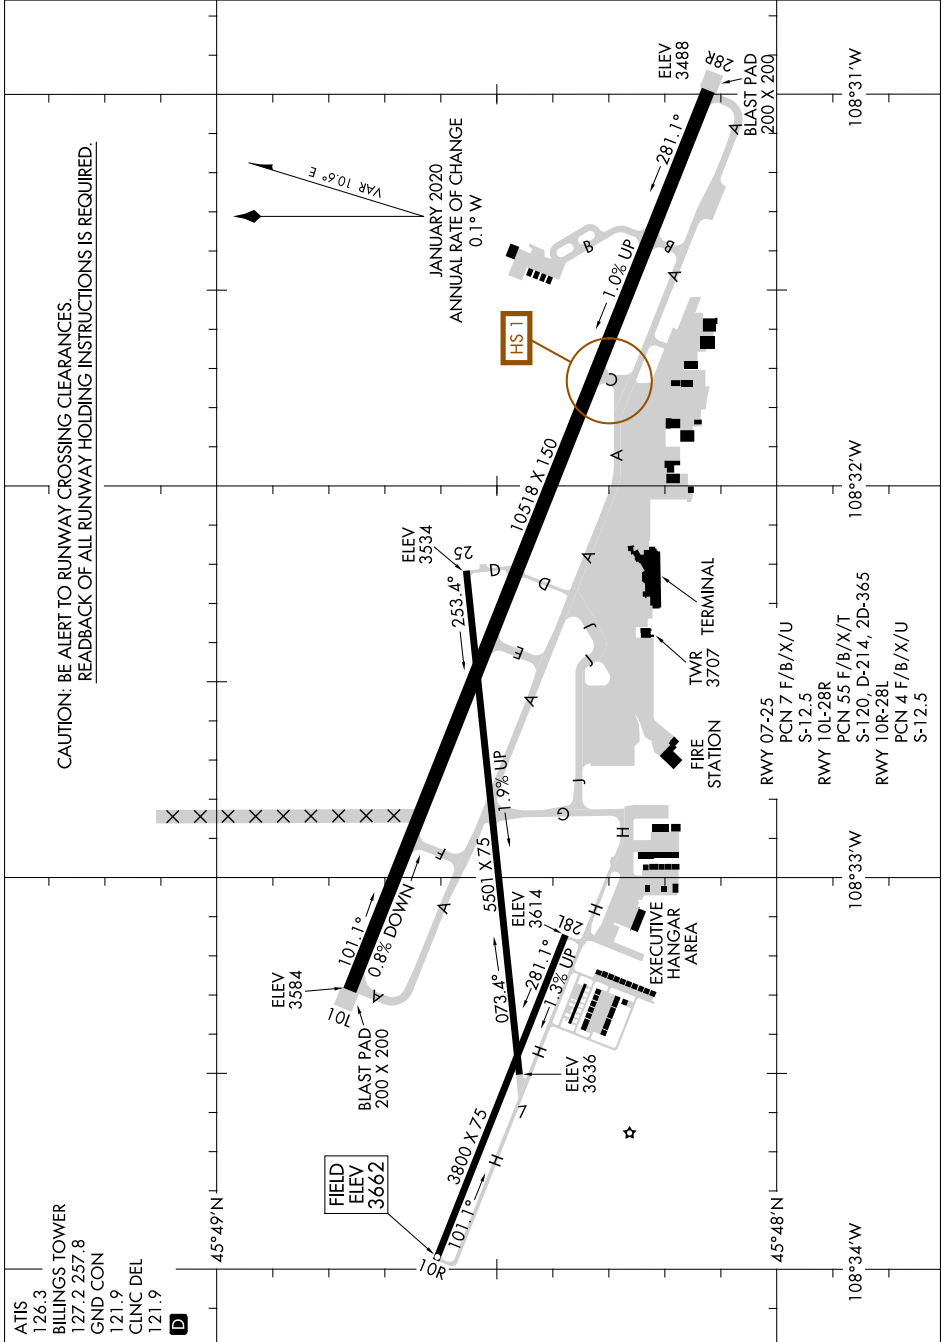 CAUTION: BE ALERT TO RUNWAY CROSSING CLEARANCES.
READBACK OF ALL RUNWAY HOLDING INSTRUCTIONS IS REQUIRED.
ATIS
126.3
BILLINGS TOWER
127.2 257.8
GND CON
121.9
CLNC DEL
121.9
D
VAR 10.6° E
JANUARY 2020
ANNUAL RATE OF CHANGE
0.1° W
45°49'N
45°48'N
108°31'W
108°32'W
108°33'W
108°34'W
ELEV
3488
28R
BLAST PAD
200 X 200
281.1°
A
B
B
A
1.0% UP
HS 1
C
A
10518 X 150
ELEV
3534
25
253.4°
D
D
A
E
J
J
A
TERMINAL
TWR
3707
FIRE
STATION
1.9% UP
J
G
H
F
A
5501 X 75
101.1°
0.8% DOWN
ELEV
3584
10L
A
BLAST PAD
200 X 200
073.4°
ELEV
3614
28L
281.1°
1.3% UP
H
H
EXECUTIVE
HANGAR
AREA
ELEV
3636
7
3800 X 75
H
101.1°
FIELD
ELEV
3662
10R
RWY 07-25
PCN 7 F/B/X/U
S-12.5
RWY 10L-28R
PCN 55 F/B/X/T
S-120, D-214, 2D-365
RWY 10R-28L
PCN 4 F/B/X/U
S-12.5